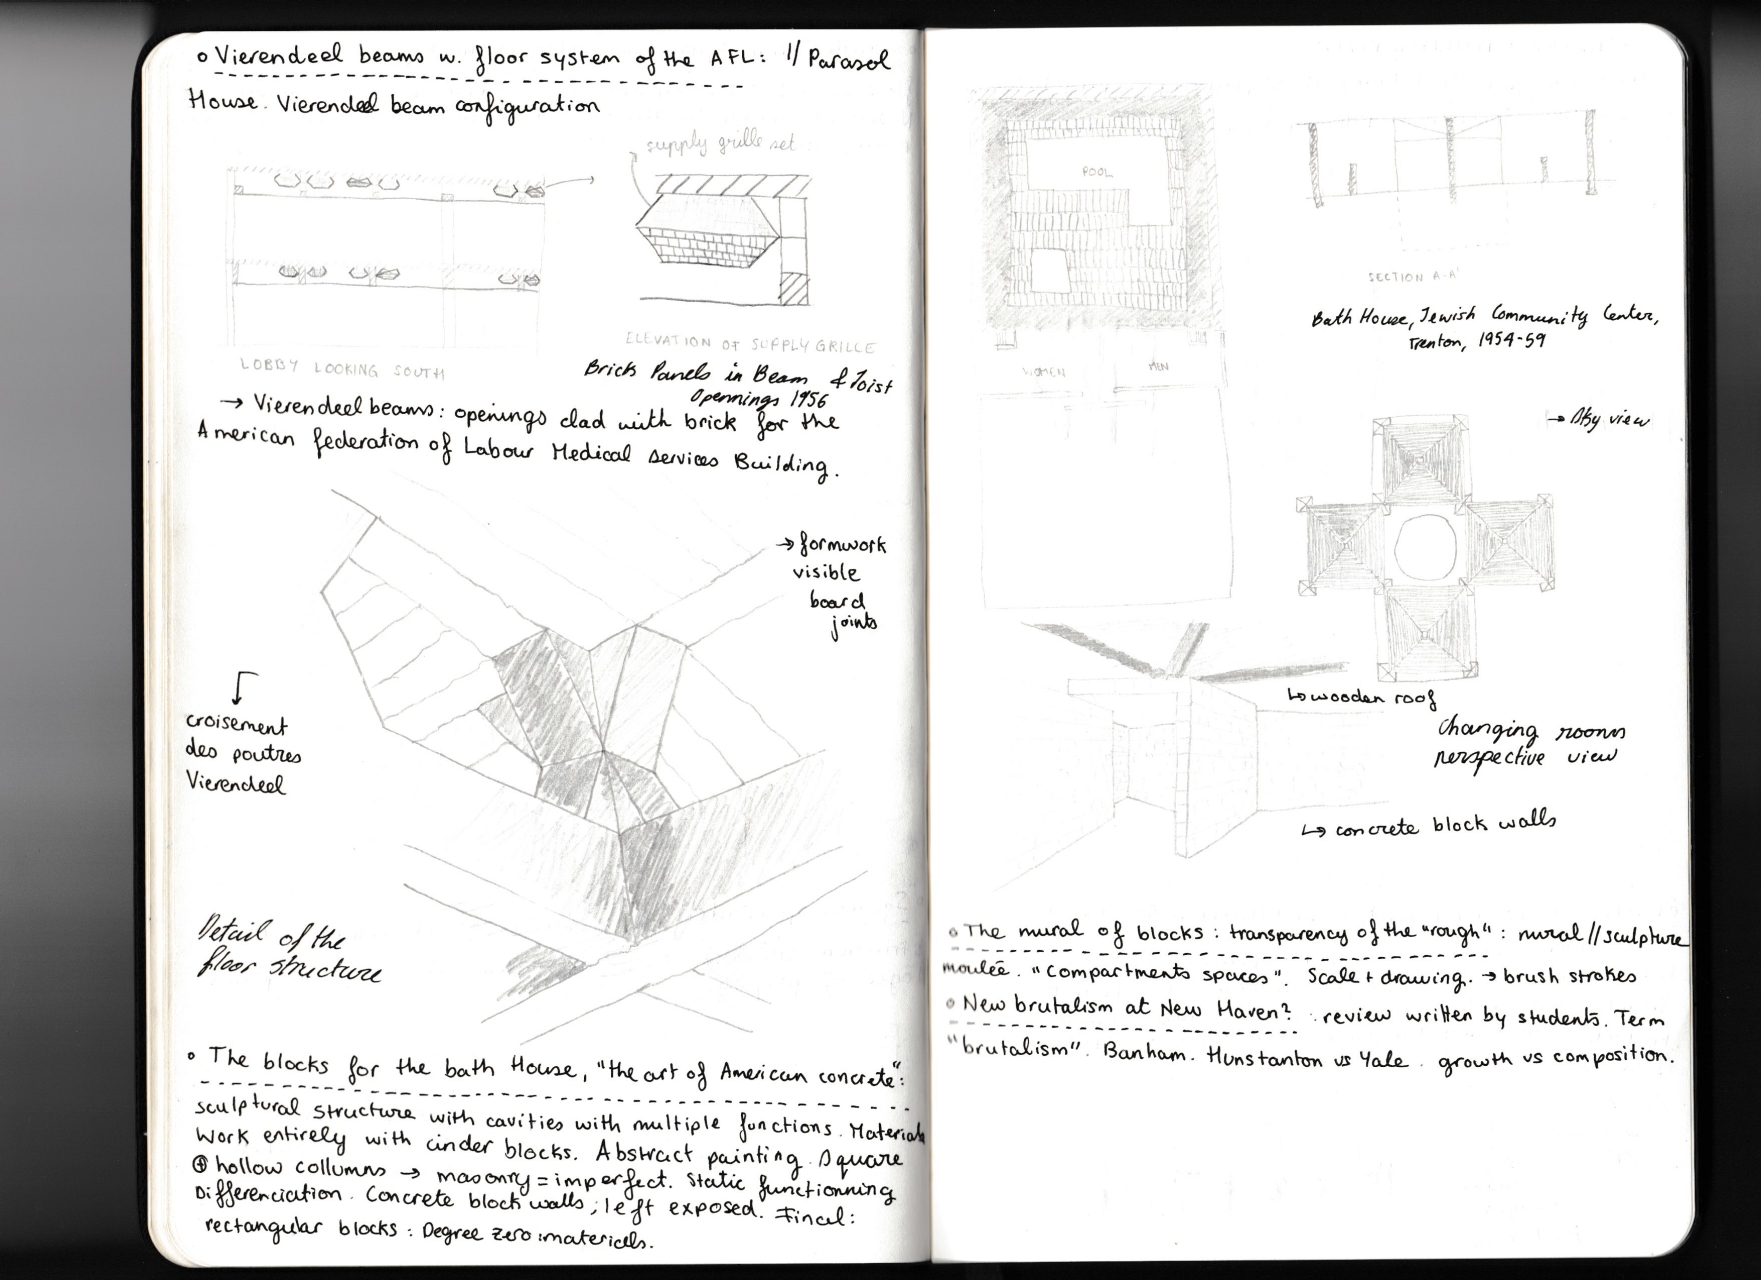 o Vierendeel beams w. floor system of the AFL: // Parasol
House. Vierendeel beam configuration
supply grille set
LOBBY LOOKING SOUTH
ELEVATION OF SUPPLY GRILLE
Brick Panels in Beam & Joist
Opennings 1956
→ Vierendeel beams: openings clad with brick for the
American federation of Labour Medical services Building.
→ formwork
visible
board
joints
croisement
des poutres
Vierendeel
Detail of the
floor structure
o The blocks for the bath House, "the art of American concrete":
sculptural structure with cavities with multiple functions. Materials
work entirely with cinder blocks. Abstract painting. Square
⊕ hollow collumns → masonry = imperfect. Static functionning
Differenciation. Concrete block walls; left exposed. Final:
rectangular blocks: Degree zero: materials.
POOL
WOMEN
MEN
SECTION A-A'
Bath House, Jewish Community Center,
Trenton, 1954-59
→ Sky view
↳ wooden roof
Changing rooms
perspective view
↳ concrete block walls
o The mural of blocks: transparency of the "rough": mural // sculpture
moulée. "Compartments spaces". Scale + drawing. → brush strokes
o New brutalism at New Haven? : review written by students. Term
"brutalism". Banham. Hunstanton vs Yale. growth vs composition.